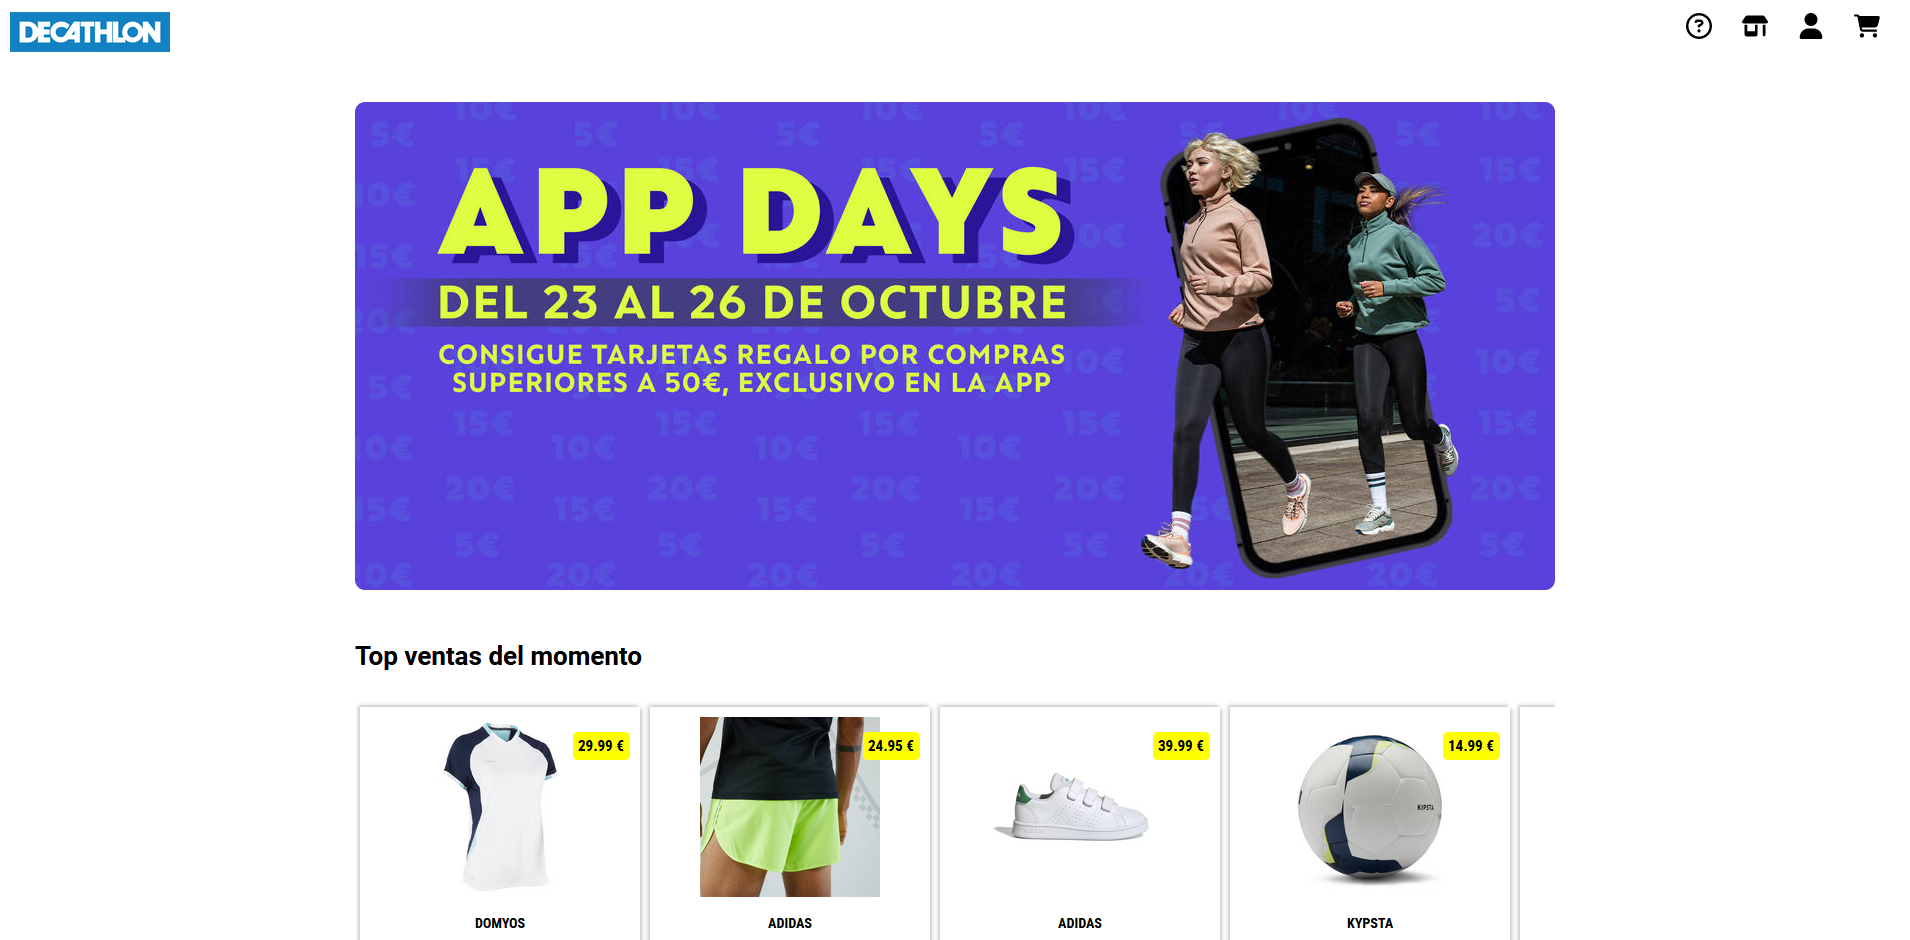 DECATHLON
APP DAYS
DEL 23 AL 26 DE OCTUBRE
CONSIGUE TARJETAS REGALO POR COMPRAS
SUPERIORES A 50€, EXCLUSIVO EN LA APP
Top ventas del momento
29.99 €
24.95 €
39.99 €
14.99 €
KIPSTA
DOMYOS
ADIDAS
ADIDAS
KYPSTA